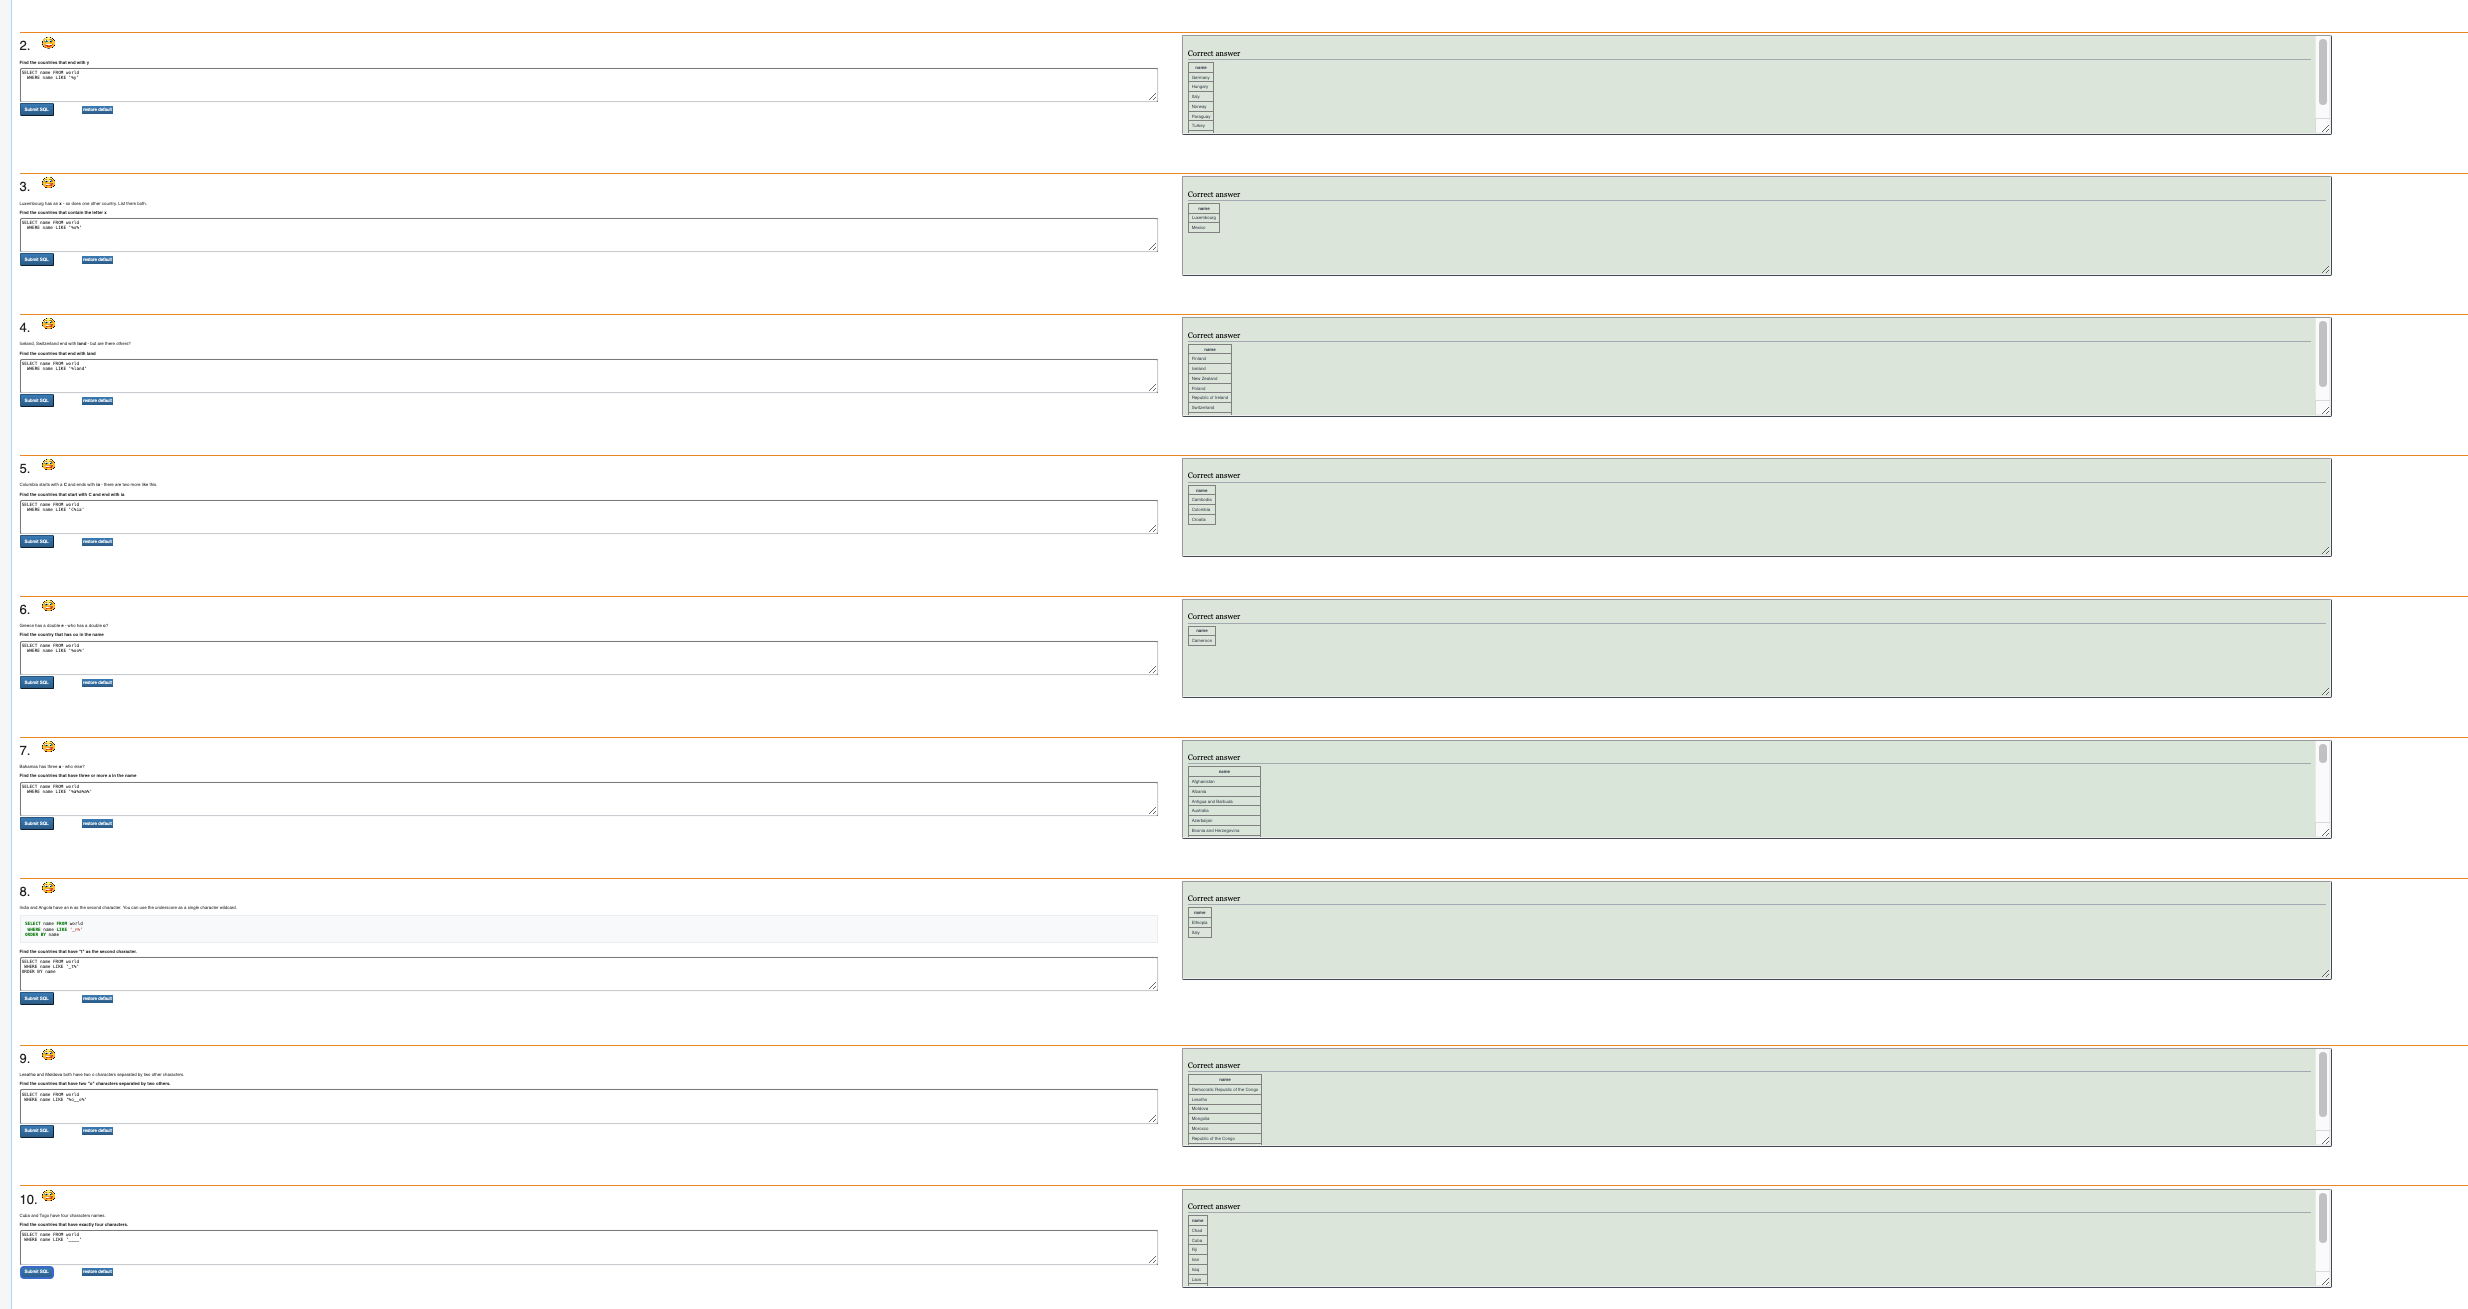 2.
Find the countries that end with y
SELECT name FROM world
WHERE name LIKE '%y'
Submit SQL restore default
Correct answer
name
Germany
Hungary
Italy
Norway
Paraguay
Turkey
3.
Luxembourg has an x - so does one other country. List them both.
Find the countries that contain the letter x
SELECT name FROM world
WHERE name LIKE '%x%'
Submit SQL restore default
Correct answer
name
Luxembourg
Mexico
4.
Iceland, Switzerland end with land - but are there others?
Find the countries that end with land
SELECT name FROM world
WHERE name LIKE '%land'
Submit SQL restore default
Correct answer
name
Finland
Iceland
New Zealand
Poland
Republic of Ireland
Switzerland
5.
Columbia starts with a C and ends with ia - there are two more like this.
Find the countries that start with C and end with ia
SELECT name FROM world
WHERE name LIKE 'C%ia'
Submit SQL restore default
Correct answer
name
Cambodia
Colombia
Croatia
6.
Greece has a double e - who has a double o?
Find the country that has oo in the name
SELECT name FROM world
WHERE name LIKE '%oo%'
Submit SQL restore default
Correct answer
name
Cameroon
7.
Bahamas has three a - who else?
Find the countries that have three or more a in the name
SELECT name FROM world
WHERE name LIKE '%a%a%a%'
Submit SQL restore default
Correct answer
name
Afghanistan
Albania
Antigua and Barbuda
Australia
Azerbaijan
Bosnia and Herzegovina
8.
India and Angola have an n as the second character. You can use the underscore as a single character wildcard.
SELECT name FROM world
WHERE name LIKE '_n%'
ORDER BY name
Find the countries that have "t" as the second character.
SELECT name FROM world
WHERE name LIKE '_t%'
ORDER BY name
Submit SQL restore default
Correct answer
name
Ethiopia
Italy
9.
Lesotho and Moldova both have two o characters separated by two other characters.
Find the countries that have two "o" characters separated by two others.
SELECT name FROM world
WHERE name LIKE '%o__o%'
Submit SQL restore default
Correct answer
name
Democratic Republic of the Congo
Lesotho
Moldova
Mongolia
Morocco
Republic of the Congo
10.
Cuba and Togo have four characters names.
Find the countries that have exactly four characters.
SELECT name FROM world
WHERE name LIKE '____'
Submit SQL restore default
Correct answer
name
Chad
Cuba
Fiji
Iran
Iraq
Laos